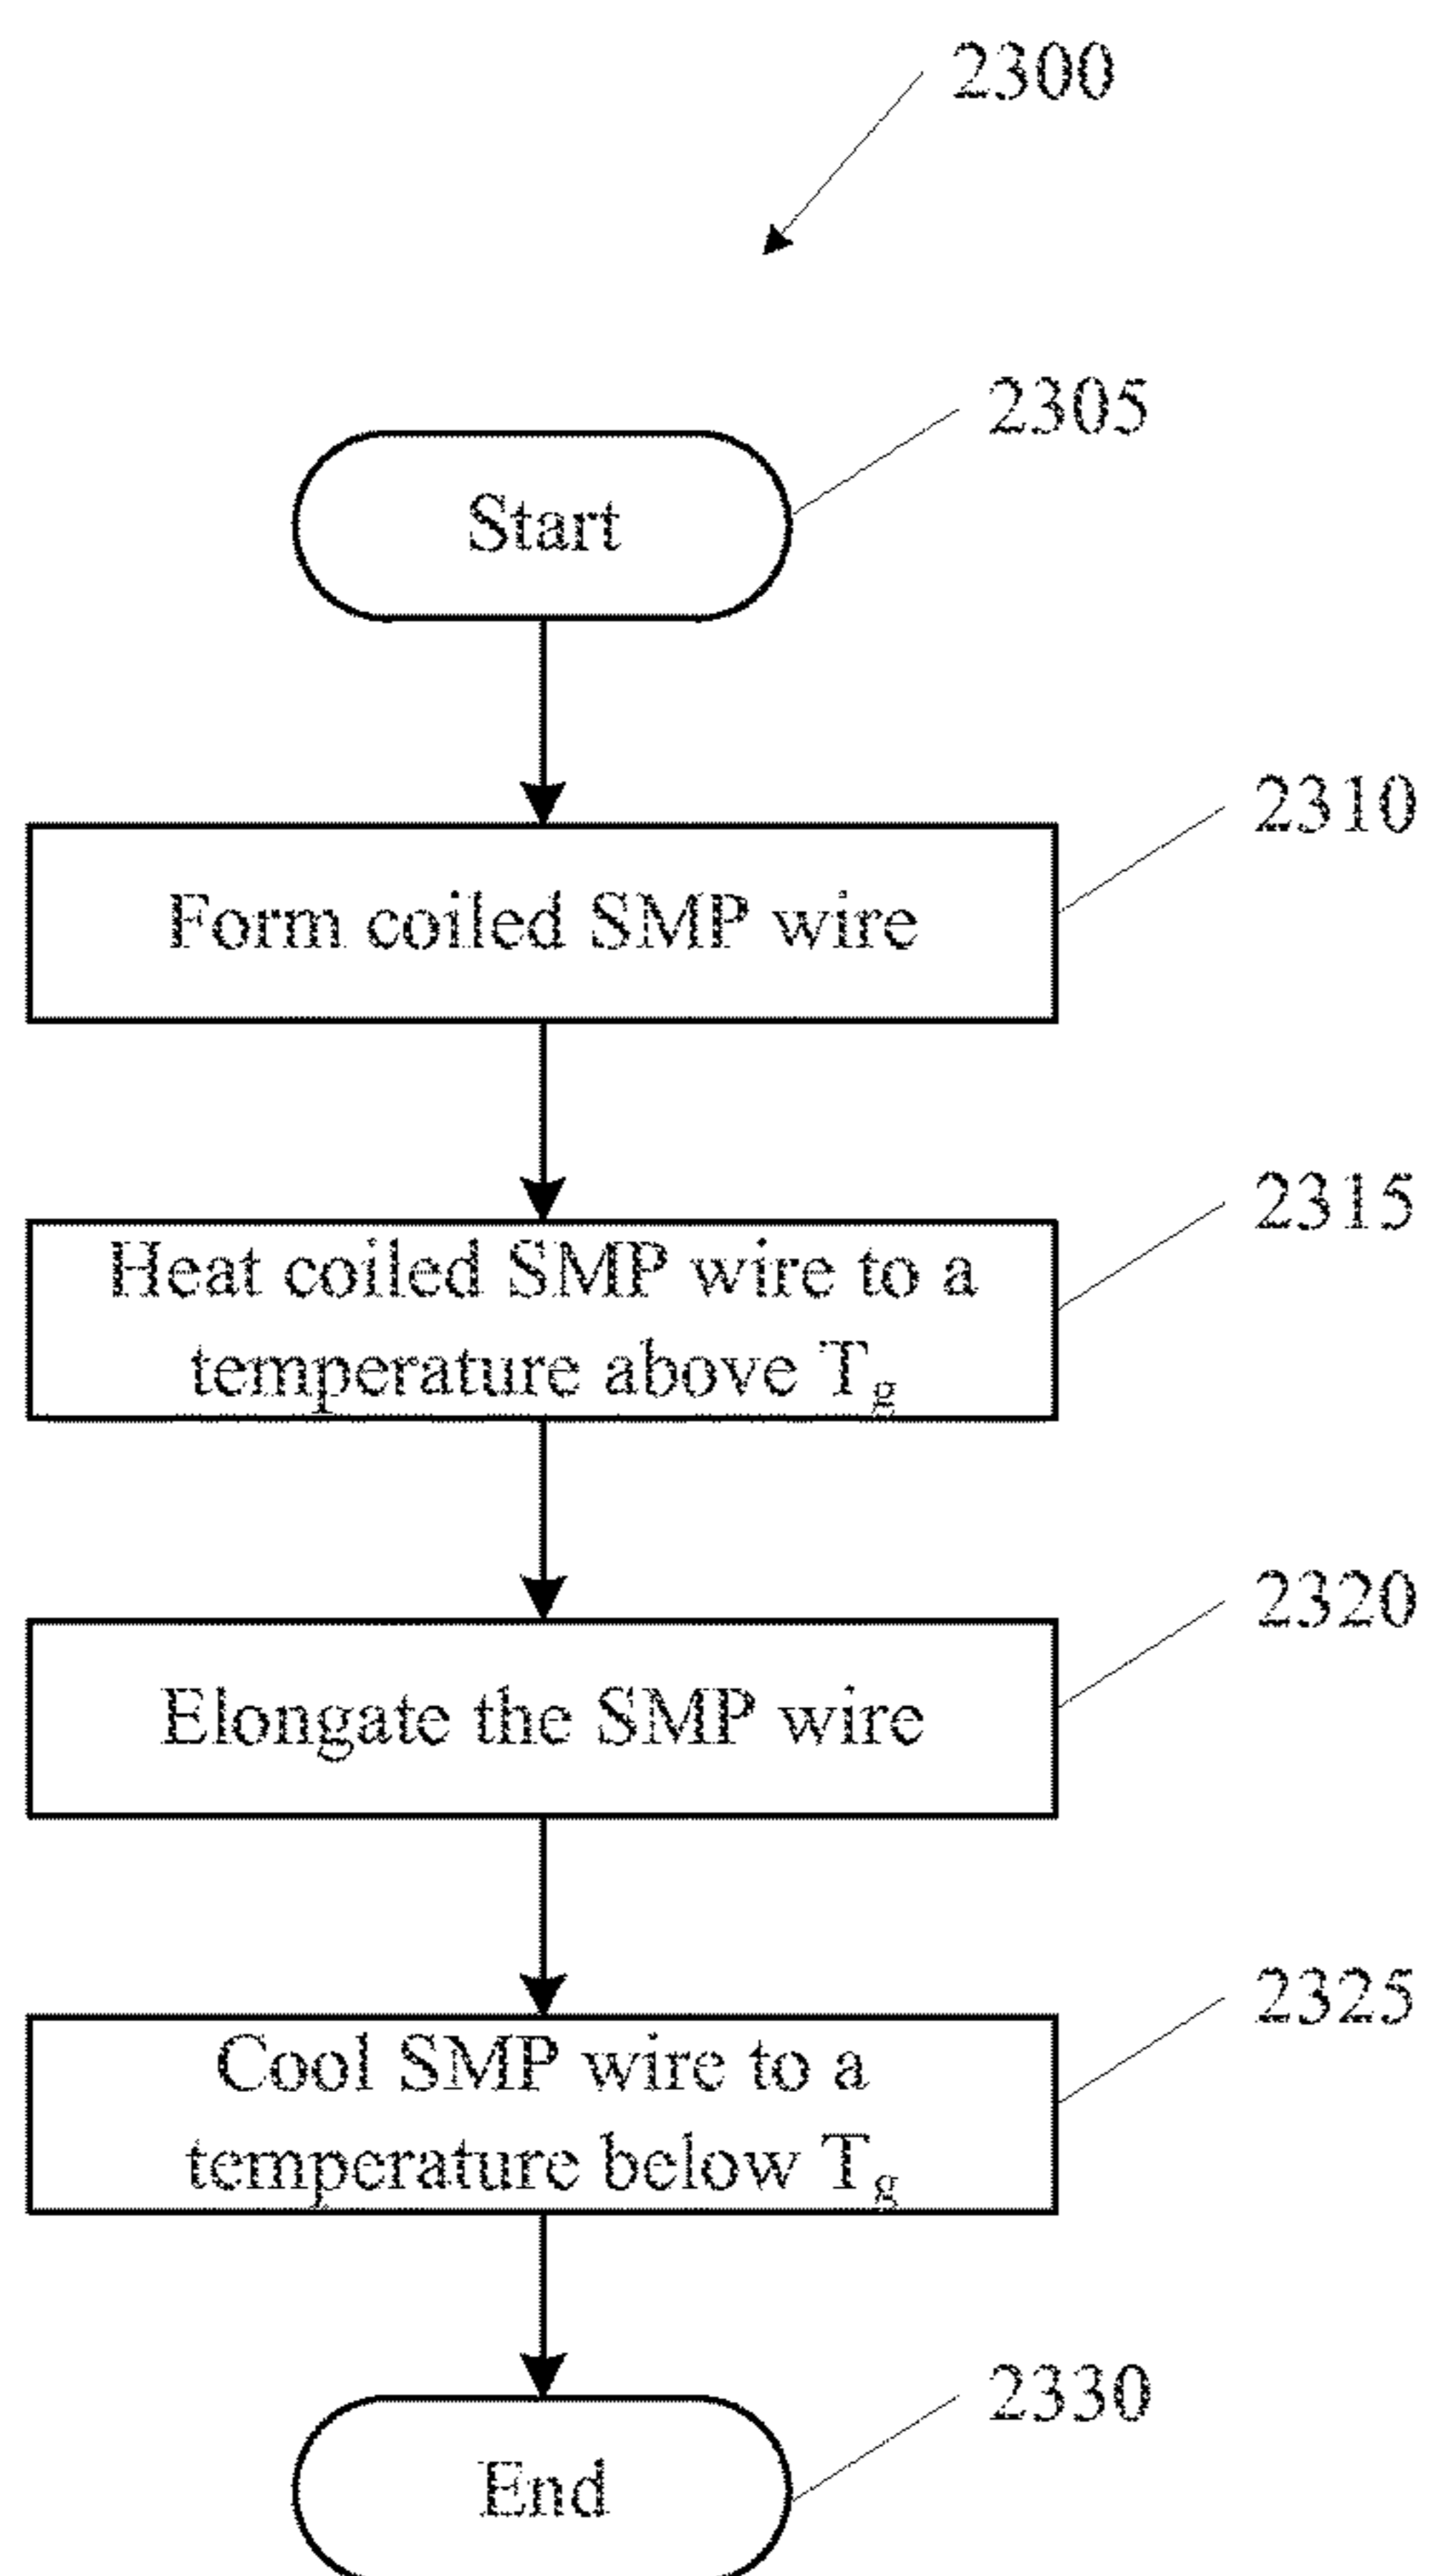 2300
2305
Start
2310
Form coiled SMP wire
2315
Heat coiled SMP wire to a
temperature above Tg
2320
Elongate the SMP wire
2325
Cool SMP wire to a
temperature below Tg
2330
End